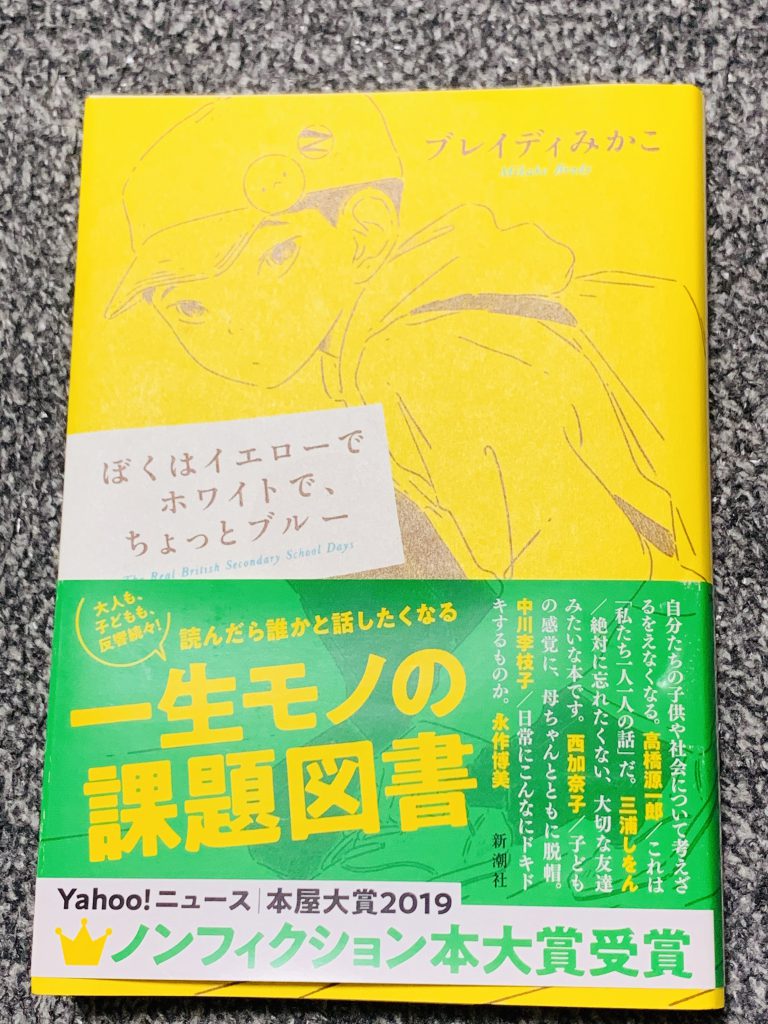 ブレイディみかこ
Mikako Brady
ぼくはイエローで
ホワイトで、
ちょっとブルー
The Real British Secondary School Days
大人も、
子どもも、
反響続々!
読んだら誰かと話したくなる
一生モノの
課題図書
自分たちの子供や社会について考えざ
るをえなくなる。高橋源一郎/これは
「私たち一人一人の話」だ。三浦しをん
/絶対に忘れたくない、大切な友達
みたいな本です。西加奈子/子ども
の感覚に、母ちゃんとともに脱帽。
中川李枝子/日常にこんなにドキド
キするものか。永作博美
新潮社
Yahoo!ニュース|本屋大賞2019
ノンフィクション本大賞受賞